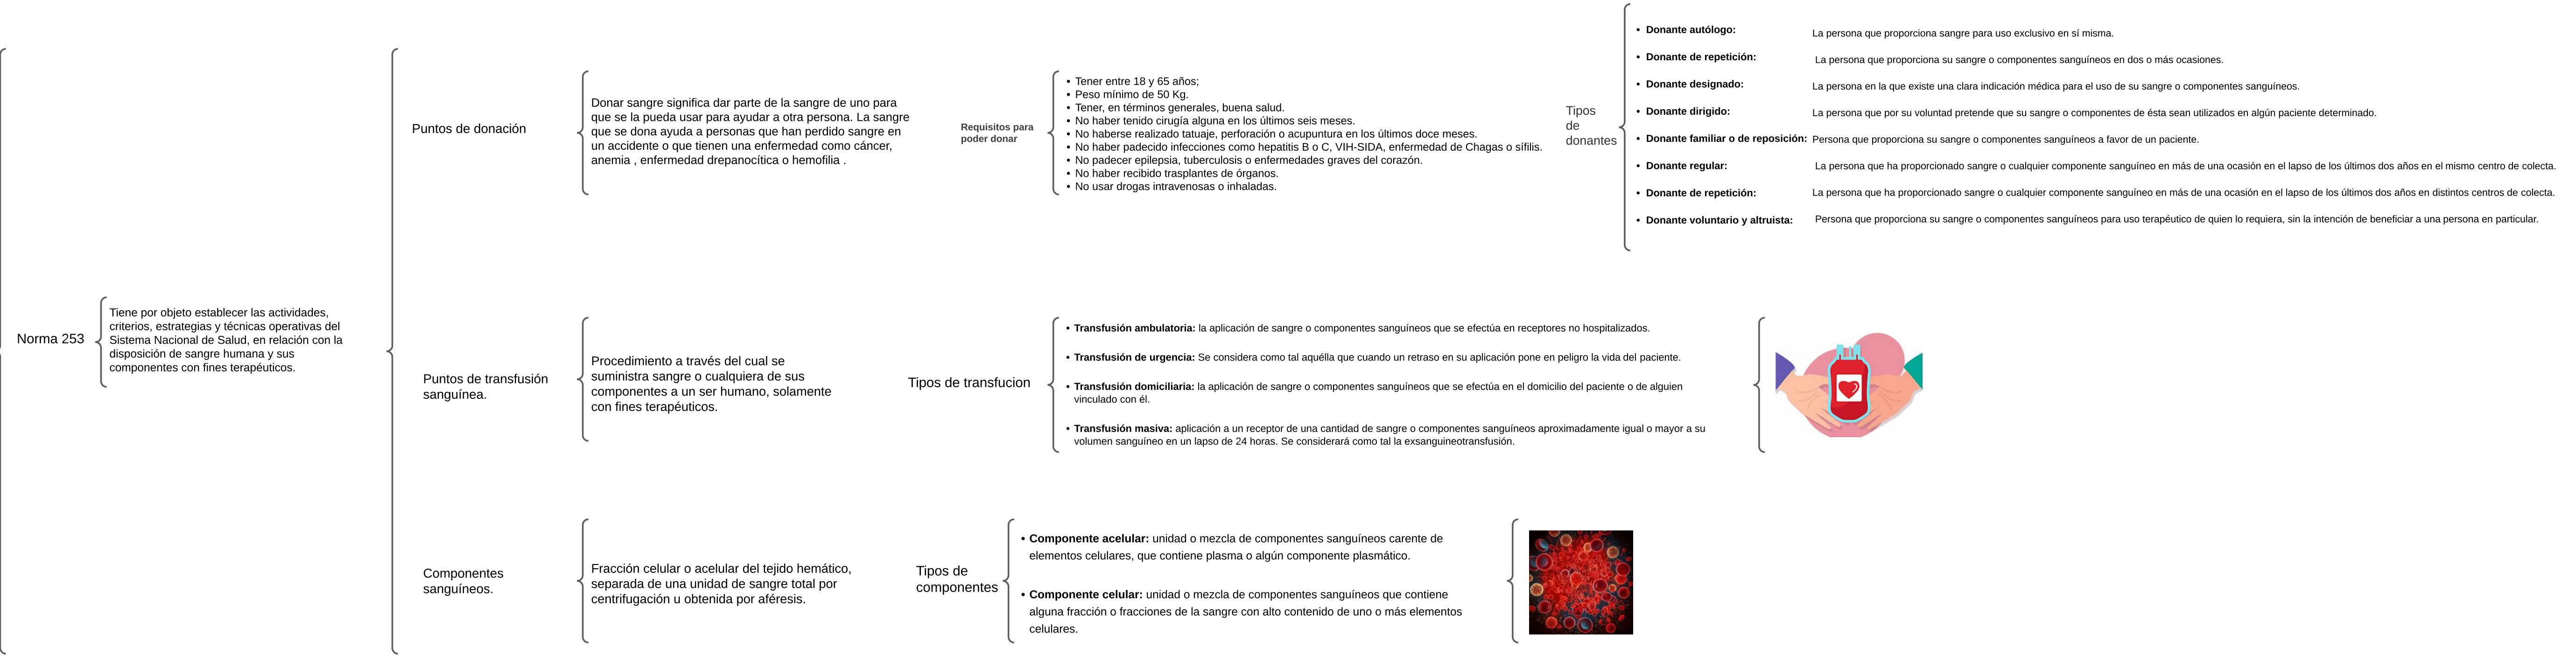 Norma 253
Tiene por objeto establecer las actividades,
criterios, estrategias y técnicas operativas del
Sistema Nacional de Salud, en relación con la
disposición de sangre humana y sus
componentes con fines terapéuticos.
Puntos de donación
Donar sangre significa dar parte de la sangre de uno para
que se la pueda usar para ayudar a otra persona. La sangre
que se dona ayuda a personas que han perdido sangre en
un accidente o que tienen una enfermedad como cáncer,
anemia , enfermedad drepanocítica o hemofilia .
Requisitos para
poder donar
• Tener entre 18 y 65 años;
• Peso mínimo de 50 Kg.
• Tener, en términos generales, buena salud.
• No haber tenido cirugía alguna en los últimos seis meses.
• No haberse realizado tatuaje, perforación o acupuntura en los últimos doce meses.
• No haber padecido infecciones como hepatitis B o C, VIH-SIDA, enfermedad de Chagas o sífilis.
• No padecer epilepsia, tuberculosis o enfermedades graves del corazón.
• No haber recibido trasplantes de órganos.
• No usar drogas intravenosas o inhaladas.
Tipos
de
donantes
• Donante autólogo: La persona que proporciona sangre para uso exclusivo en sí misma.
• Donante de repetición: La persona que proporciona su sangre o componentes sanguíneos en dos o más ocasiones.
• Donante designado: La persona en la que existe una clara indicación médica para el uso de su sangre o componentes sanguíneos.
• Donante dirigido: La persona que por su voluntad pretende que su sangre o componentes de ésta sean utilizados en algún paciente determinado.
• Donante familiar o de reposición: Persona que proporciona su sangre o componentes sanguíneos a favor de un paciente.
• Donante regular: La persona que ha proporcionado sangre o cualquier componente sanguíneo en más de una ocasión en el lapso de los últimos dos años en el mismo centro de colecta.
• Donante de repetición: La persona que ha proporcionado sangre o cualquier componente sanguíneo en más de una ocasión en el lapso de los últimos dos años en distintos centros de colecta.
• Donante voluntario y altruista: Persona que proporciona su sangre o componentes sanguíneos para uso terapéutico de quien lo requiera, sin la intención de beneficiar a una persona en particular.
Puntos de transfusión
sanguínea.
Procedimiento a través del cual se
suministra sangre o cualquiera de sus
componentes a un ser humano, solamente
con fines terapéuticos.
Tipos de transfucion
• Transfusión ambulatoria: la aplicación de sangre o componentes sanguíneos que se efectúa en receptores no hospitalizados.
• Transfusión de urgencia: Se considera como tal aquélla que cuando un retraso en su aplicación pone en peligro la vida del paciente.
• Transfusión domiciliaria: la aplicación de sangre o componentes sanguíneos que se efectúa en el domicilio del paciente o de alguien
vinculado con él.
• Transfusión masiva: aplicación a un receptor de una cantidad de sangre o componentes sanguíneos aproximadamente igual o mayor a su
volumen sanguíneo en un lapso de 24 horas. Se considerará como tal la exsanguineotransfusión.
Componentes
sanguíneos.
Fracción celular o acelular del tejido hemático,
separada de una unidad de sangre total por
centrifugación u obtenida por aféresis.
Tipos de
componentes
• Componente acelular: unidad o mezcla de componentes sanguíneos carente de
elementos celulares, que contiene plasma o algún componente plasmático.
• Componente celular: unidad o mezcla de componentes sanguíneos que contiene
alguna fracción o fracciones de la sangre con alto contenido de uno o más elementos
celulares.